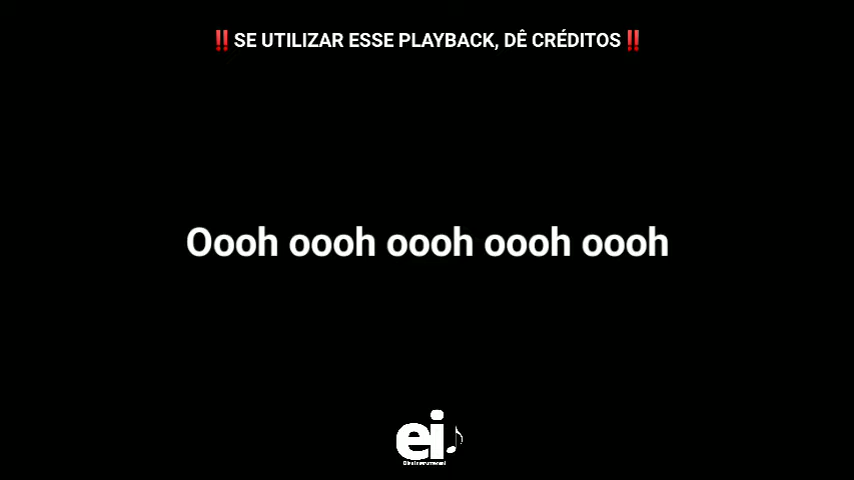 ‼️SE UTILIZAR ESSE PLAYBACK, DÊ CRÉDITOS‼️
Oooh oooh oooh oooh oooh
ei